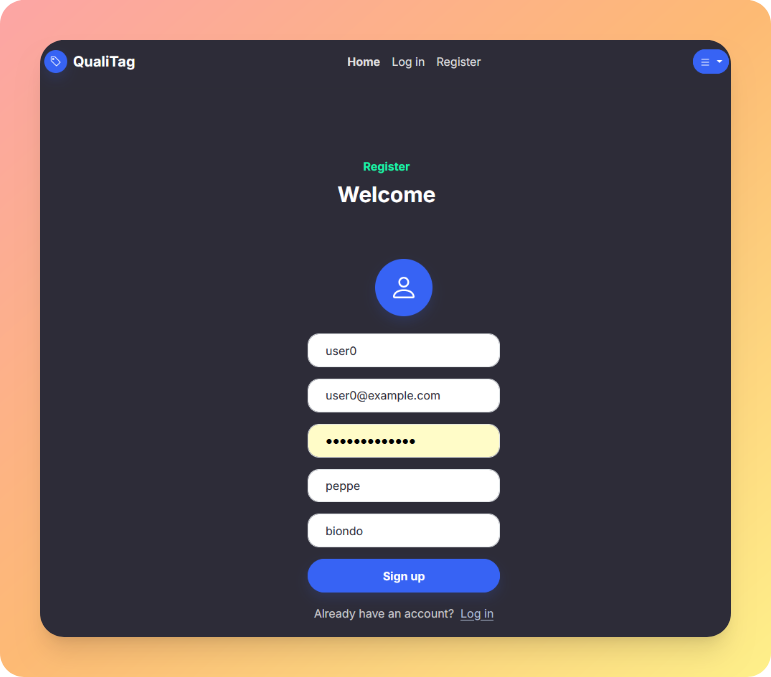 QualiTag Home Log in Register
Register
Welcome
user0
user0@example.com
•••••••••••••
peppe
biondo
Sign up
Already have an account? Log in